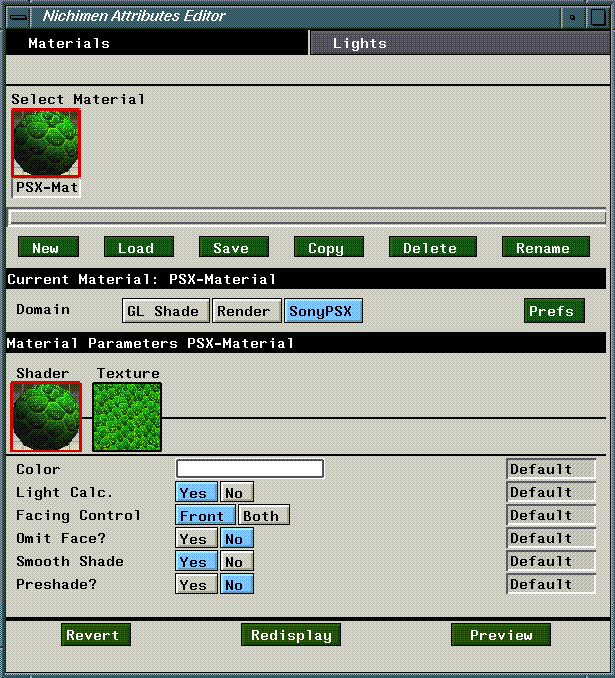 Nichimen Attributes Editor
Materials Lights
Select Material
PSX-Mat
New Load Save Copy Delete Rename
Current Material: PSX-Material
Domain GL Shade Render SonyPSX Prefs
Material Parameters PSX-Material
Shader Texture
Color Default
Light Calc. Yes No Default
Facing Control Front Both Default
Omit Face? Yes No Default
Smooth Shade Yes No Default
Preshade? Yes No Default
Revert Redisplay Preview